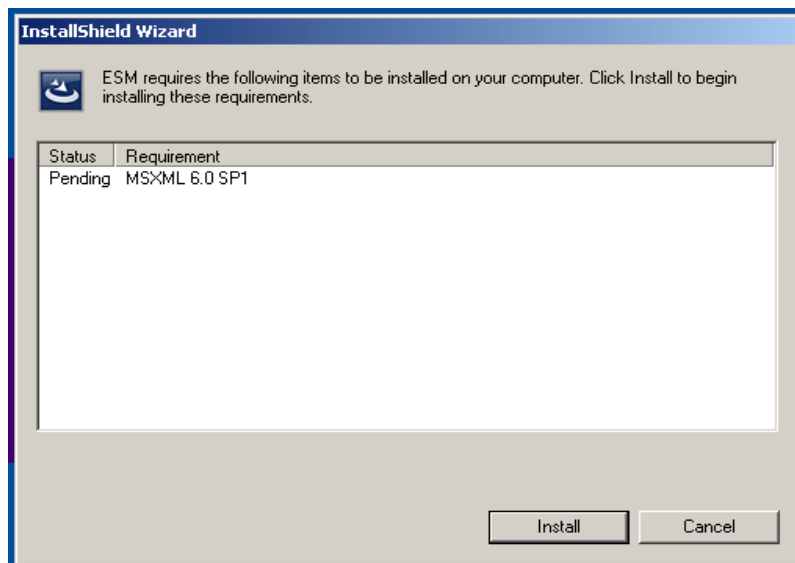 InstallShield Wizard
ESM requires the following items to be installed on your computer. Click Install to begin
installing these requirements.
Status Requirement
Pending MSXML 6.0 SP1
Install Cancel